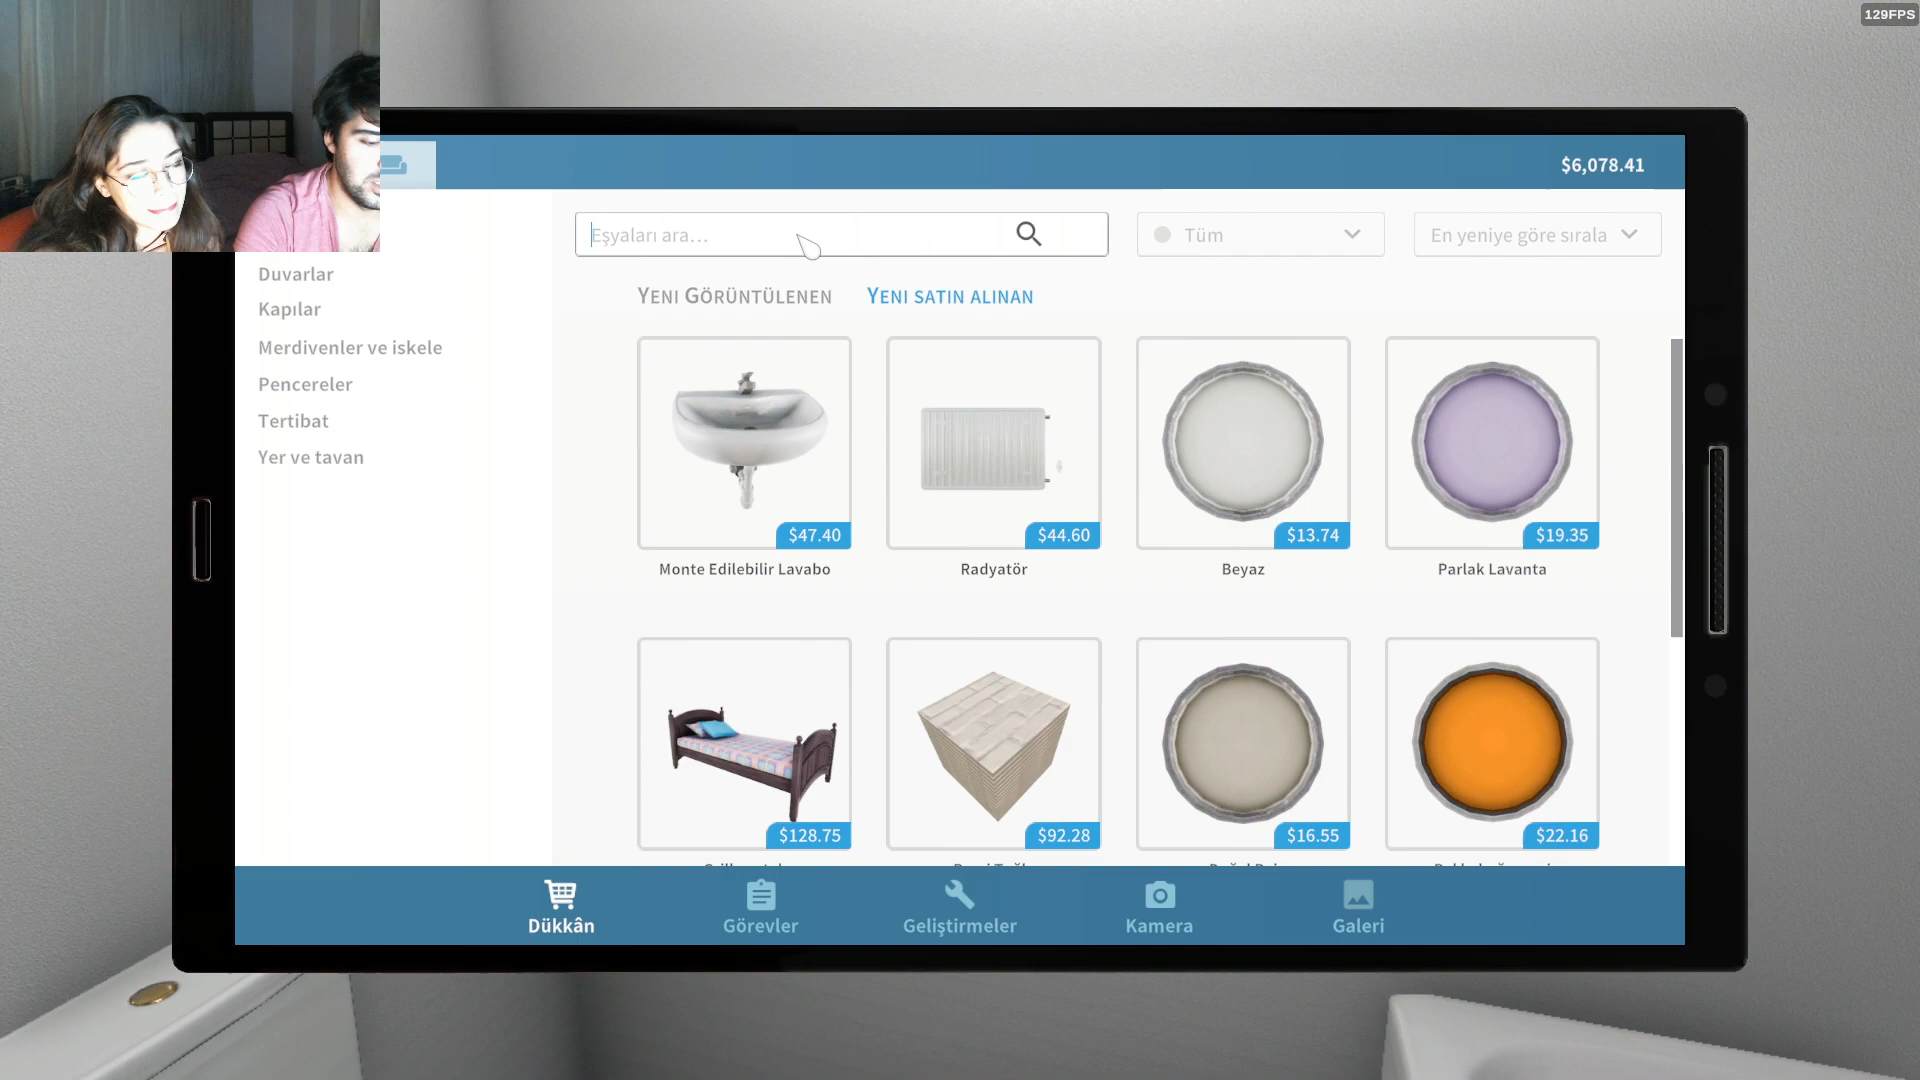 129FPS
$6,078.41
Eşyaları ara...
Tüm
En yeniye göre sırala
Duvarlar
Kapılar
Merdivenler ve iskele
Pencereler
Tertibat
Yer ve tavan
YENİ GÖRÜNTÜLENEN
YENİ SATIN ALINAN
$47.40
$44.60
$13.74
$19.35
Monte Edilebilir Lavabo
Radyatör
Beyaz
Parlak Lavanta
$128.75
$92.28
$16.55
$22.16
Dükkân
Görevler
Geliştirmeler
Kamera
Galeri